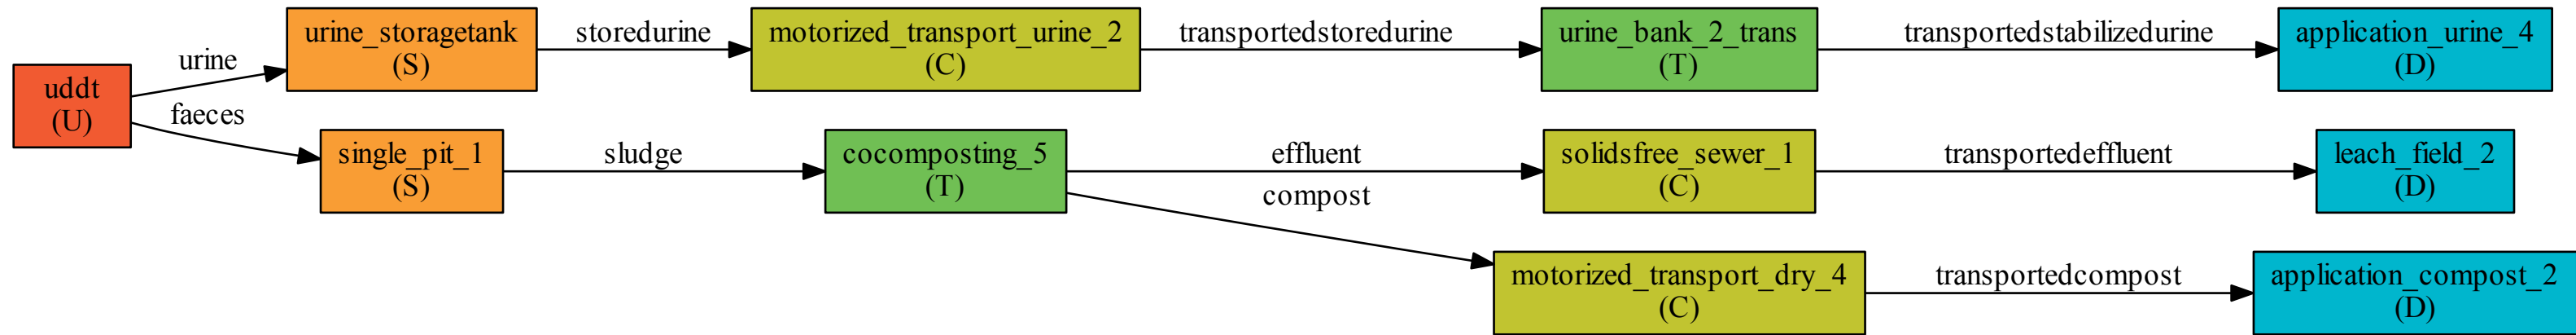 uddt
(U)
urine
faeces
urine_storagetank
(S)
storedurine
motorized_transport_urine_2
(C)
transportedstoredurine
urine_bank_2_trans
(T)
transportedstabilizedurine
application_urine_4
(D)
single_pit_1
(S)
sludge
cocomposting_5
(T)
effluent
compost
solidsfree_sewer_1
(C)
transportedeffluent
leach_field_2
(D)
motorized_transport_dry_4
(C)
transportedcompost
application_compost_2
(D)